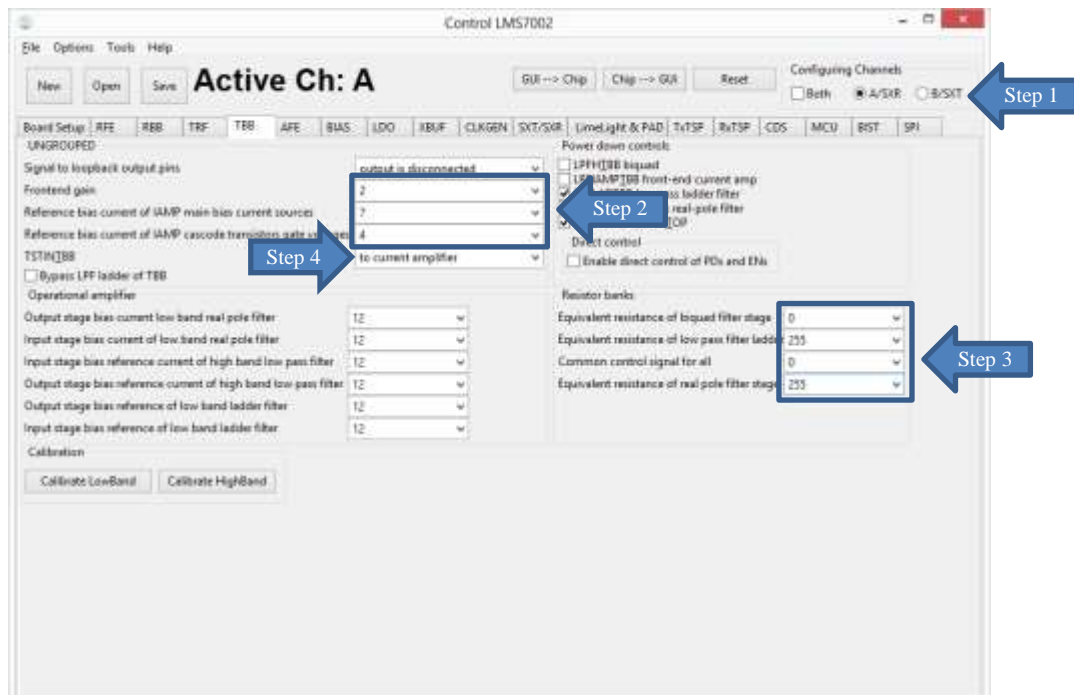 Control LMS7002
File Options Tools Help
New Open Save Active Ch: A GUI --> Chip Chip --> GUI Reset Configuring Channels
Both A/SXR B/SXT
Step 1
Board Setup RFE RBB TRF TBB AFE BIAS LDO XBUF CLKGEN SXT/SXR LimeLight & PAD TxTSP RxTSP CDS MCU BIST SPI
UNGROUPED
Signal to loopback output pins output is disconnected
Frontend gain 2
Reference bias current of IAMP main bias current sources 7
Reference bias current of IAMP cascode transistors gate voltages 4
TSTIN_TBB to current amplifier
Bypass LPF ladder of TBB
Step 2
Step 4
Power down controls
LPFH_TBB biquad
front-end current amp
ladder filter
real-pole filter
Direct control
Enable direct control of PDs and ENs
Operational amplifier
Output stage bias current low band real pole filter 12
Input stage bias current of low band real pole filter 12
Input stage bias reference current of high band low pass filter 12
Output stage bias reference current of high band low pass filter 12
Output stage bias reference of low band ladder filter 12
Input stage bias reference of low band ladder filter 12
Resistor banks
Equivalent resistance of biquad filter stage 0
Equivalent resistance of low pass filter ladder 255
Common control signal for all 0
Equivalent resistance of real pole filter stage 255
Step 3
Calibration
Calibrate LowBand Calibrate HighBand